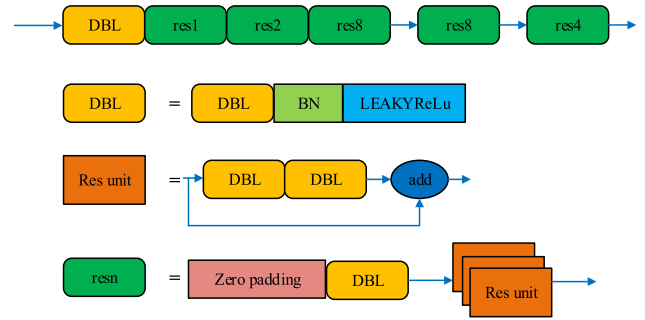 DBL res1 res2 res8 res8 res4
DBL = DBL BN LEAKYReLu
Res unit = DBL DBL add
resn = Zero padding DBL Res unit